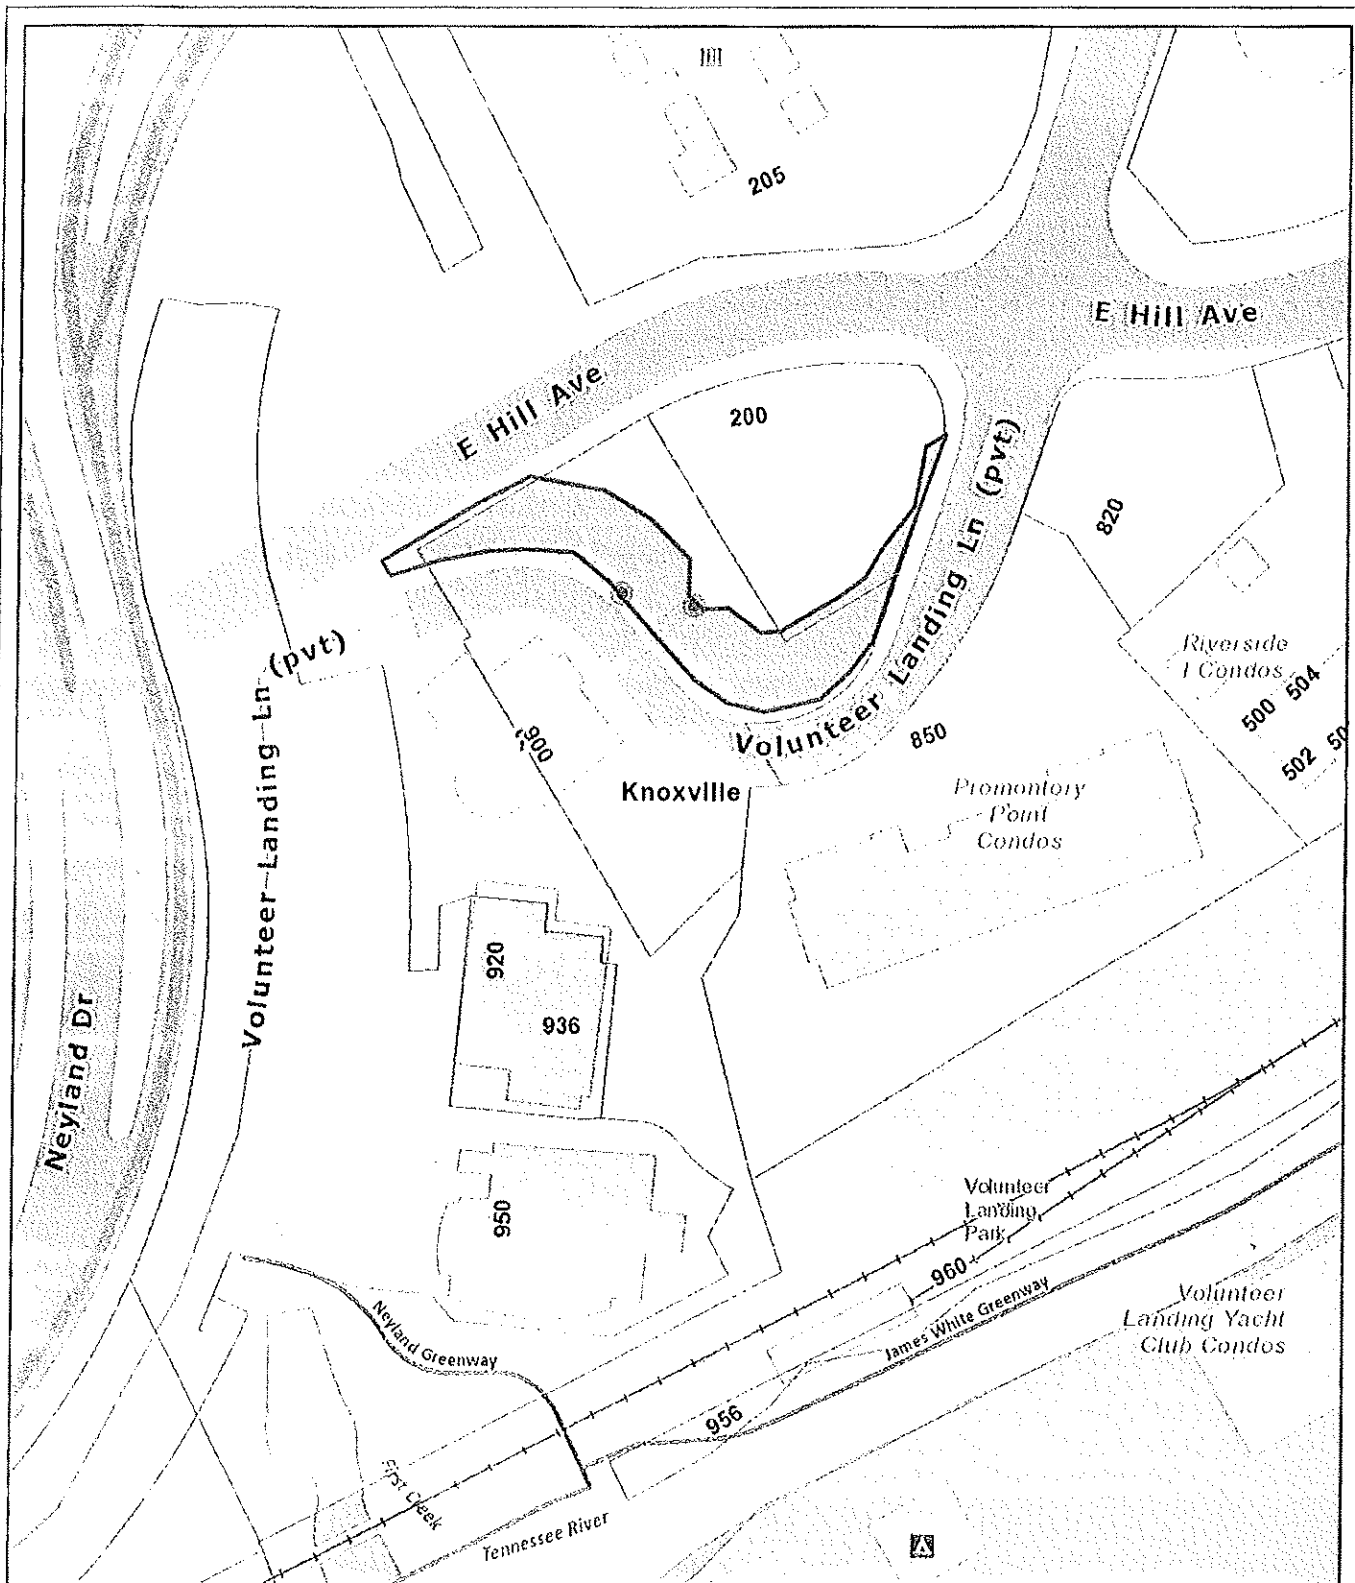 205
E Hill Ave
E Hill Ave
200
Volunteer Landing Ln (pvt)
820
Riverside
I Condos
500 504
502 50
900
850
Knoxville
Promontory
Point
Condos
Volunteer Landing Ln (pvt)
920
936
Neyland Dr
950
Volunteer
Landing
Park
960
Neyland Greenway
James White Greenway
Volunteer
Landing Yacht
Club Condos
956
First Creek
Tennessee River